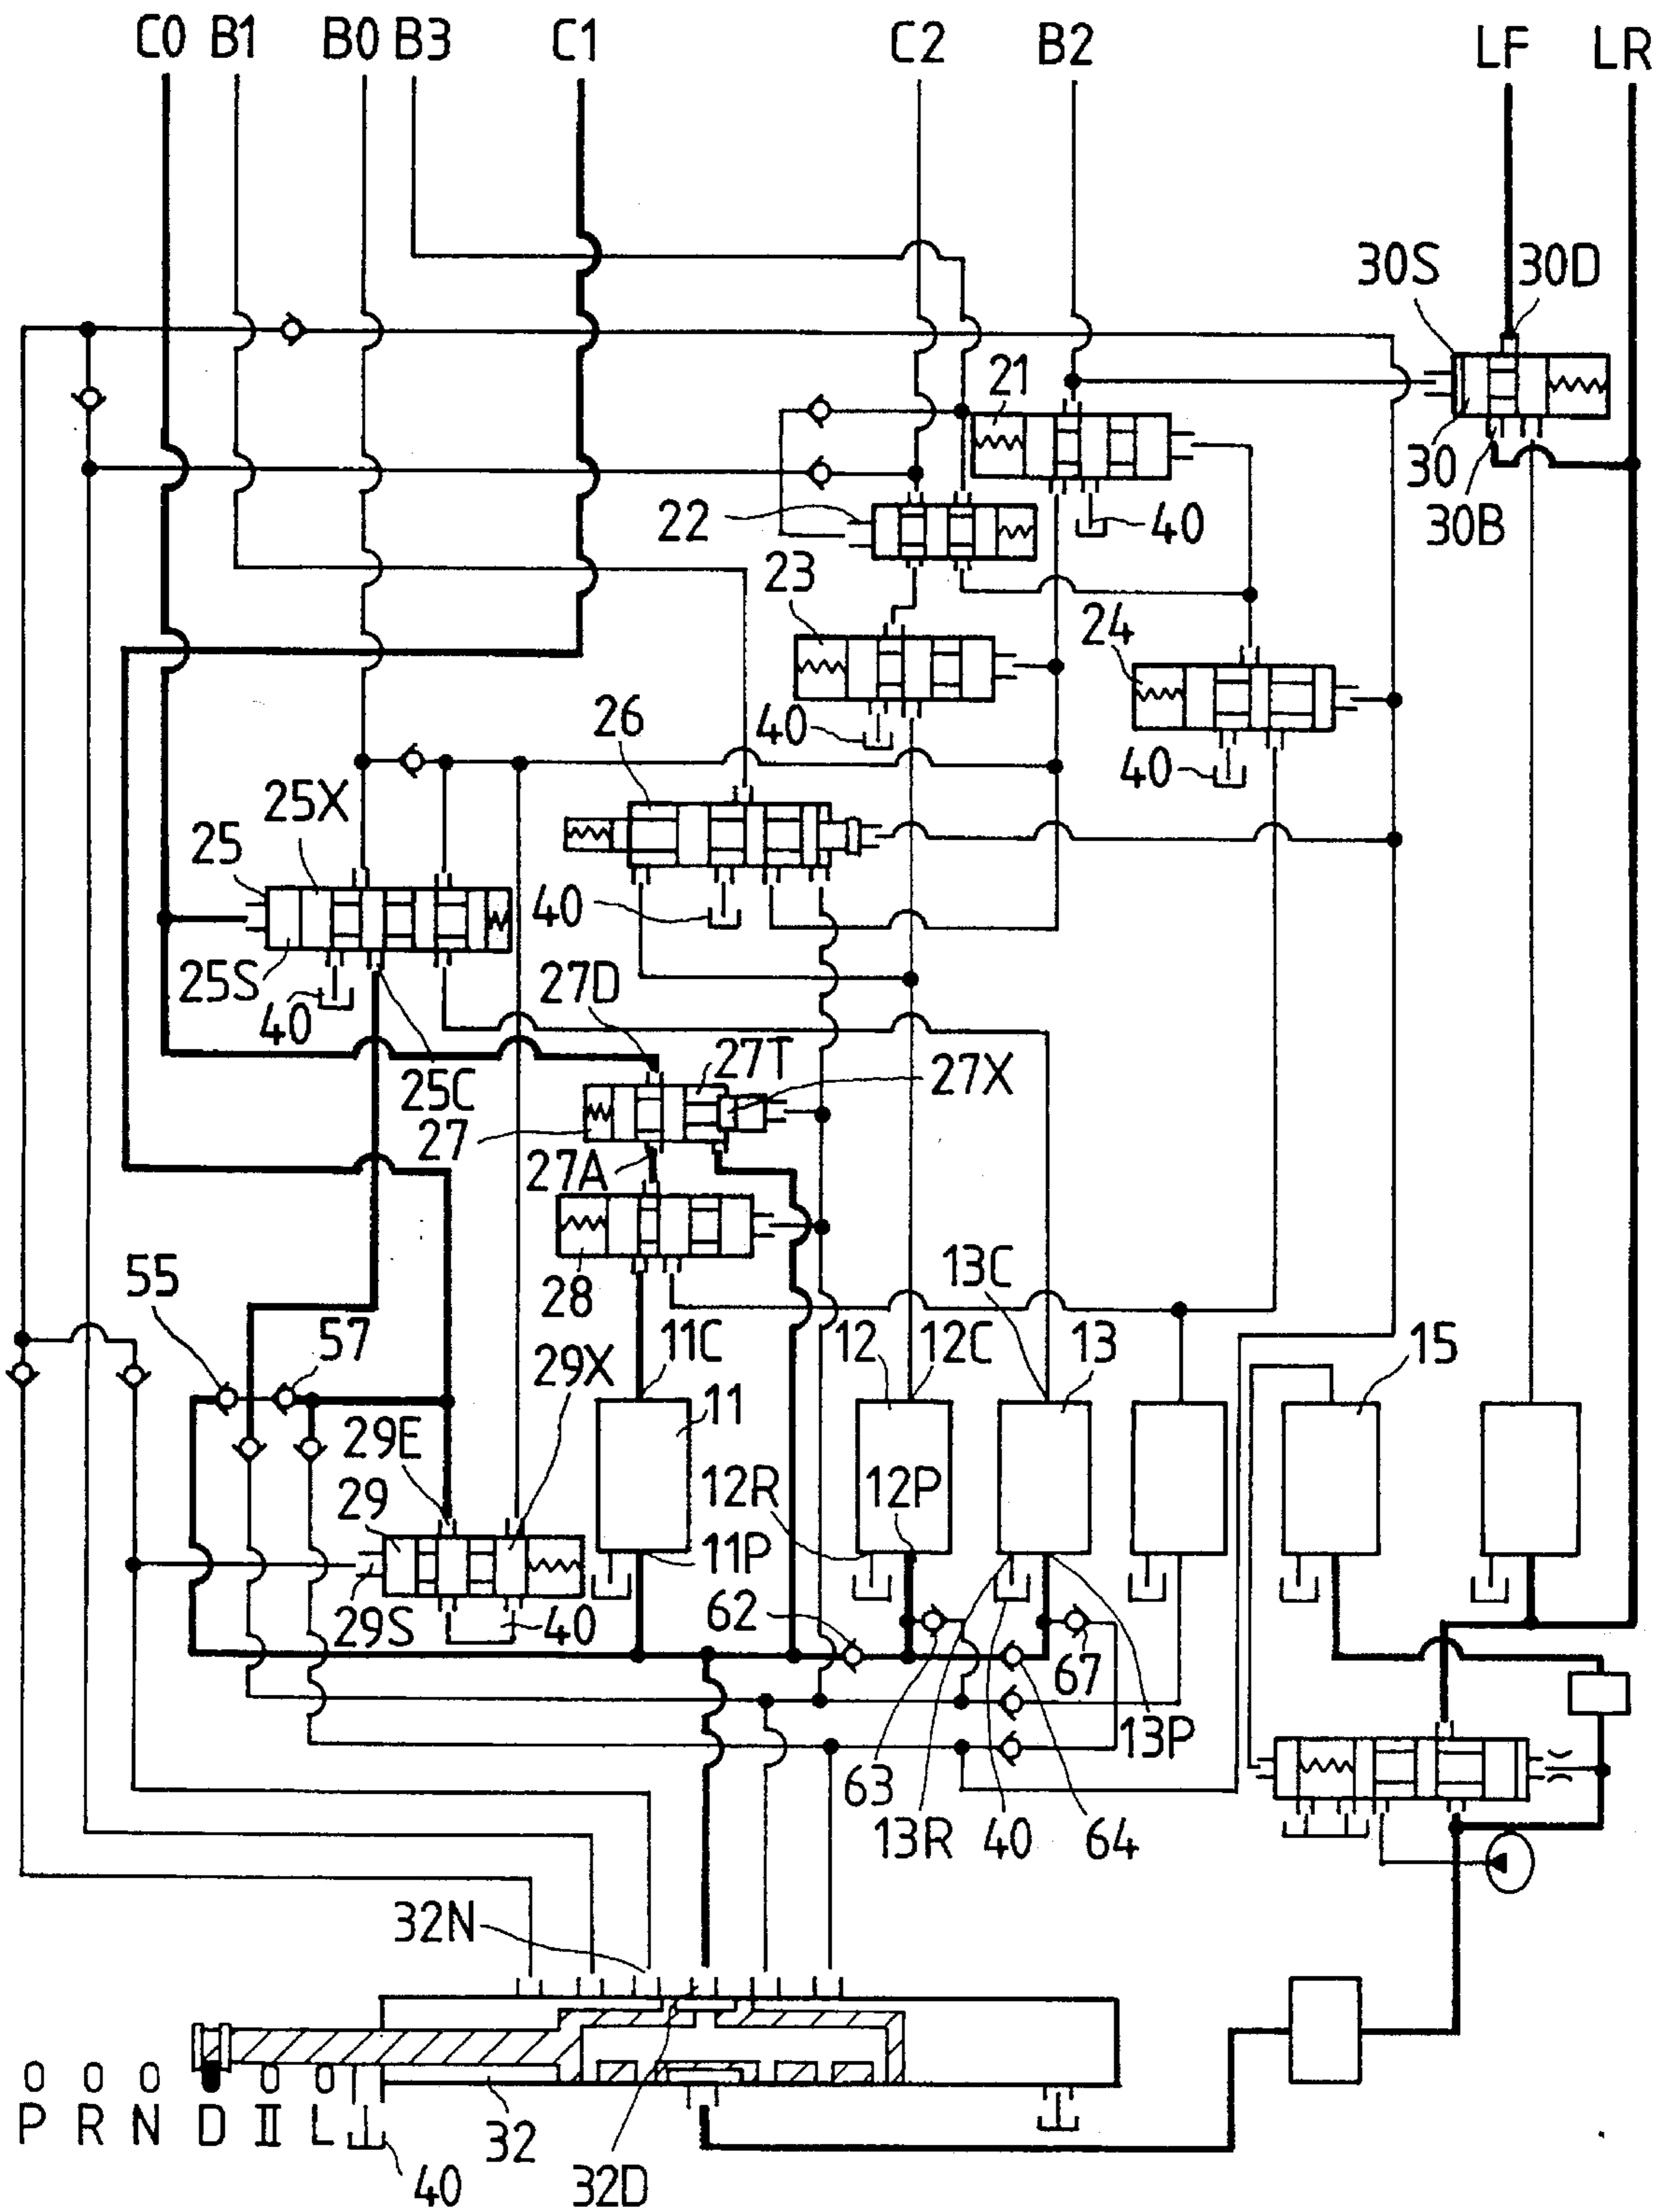 C0 B1 B0 B3 C1 C2 B2 LF LR
30S 30D
21
30
22 40 30B
23
24
26 40
40
25X
25
40
25S 27D
40
27T
25C 27X
27
27A
55 28 13C
57 11C 12 12C 13 15
29X
11
29E
29 12R 12P
11P
29S 40 62
67
13P
63
13R 40 64
32N
P R N D II L 32
40 32D